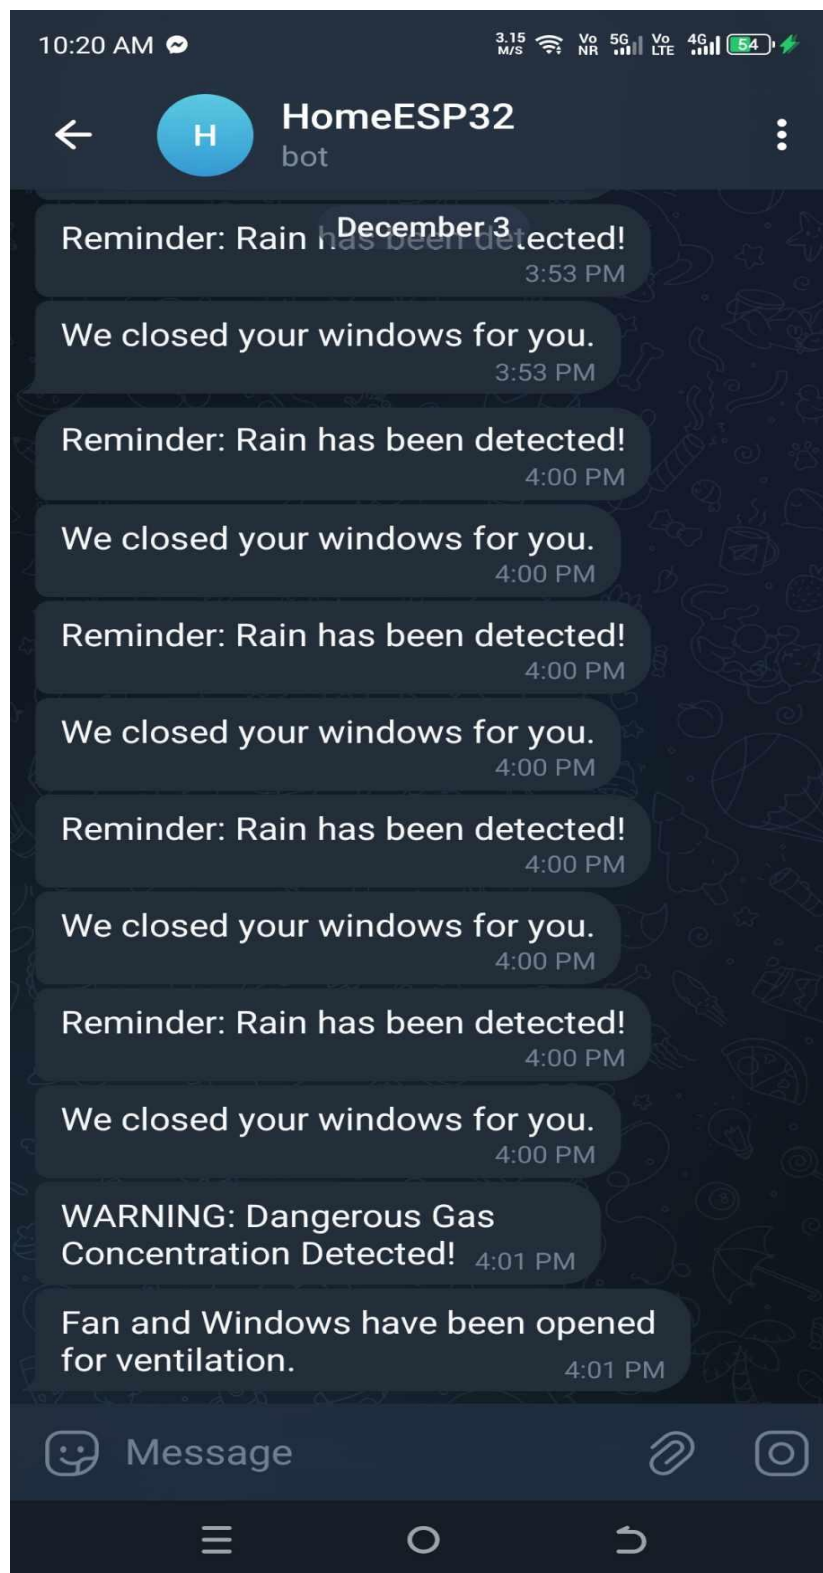 10:20 AM
3.15 M/S Vo NR 5G Vo LTE 4G 54
H
HomeESP32
bot
December 3
Reminder: Rain has been detected!
3:53 PM
We closed your windows for you.
3:53 PM
Reminder: Rain has been detected!
4:00 PM
We closed your windows for you.
4:00 PM
Reminder: Rain has been detected!
4:00 PM
We closed your windows for you.
4:00 PM
Reminder: Rain has been detected!
4:00 PM
We closed your windows for you.
4:00 PM
Reminder: Rain has been detected!
4:00 PM
We closed your windows for you.
4:00 PM
WARNING: Dangerous Gas
Concentration Detected! 4:01 PM
Fan and Windows have been opened
for ventilation. 4:01 PM
Message